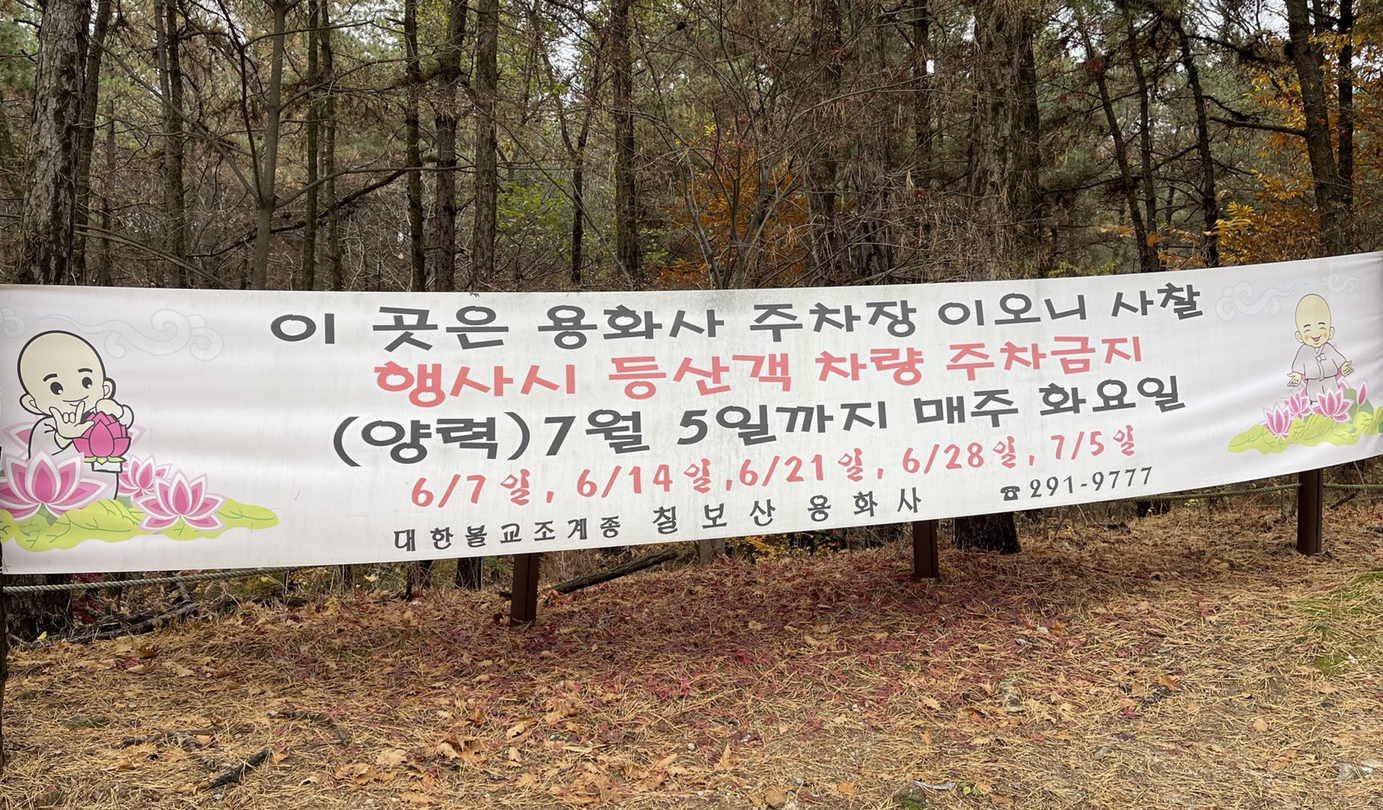 이 곳은 용화사 주차장 이오니 사찰
행사시 등산객 차량 주차금지
(양력)7월 5일까지 매주 화요일
6/7일, 6/14일, 6/21일, 6/28일, 7/5일
대한불교조계종 칠보산 용화사 ☎291-9777